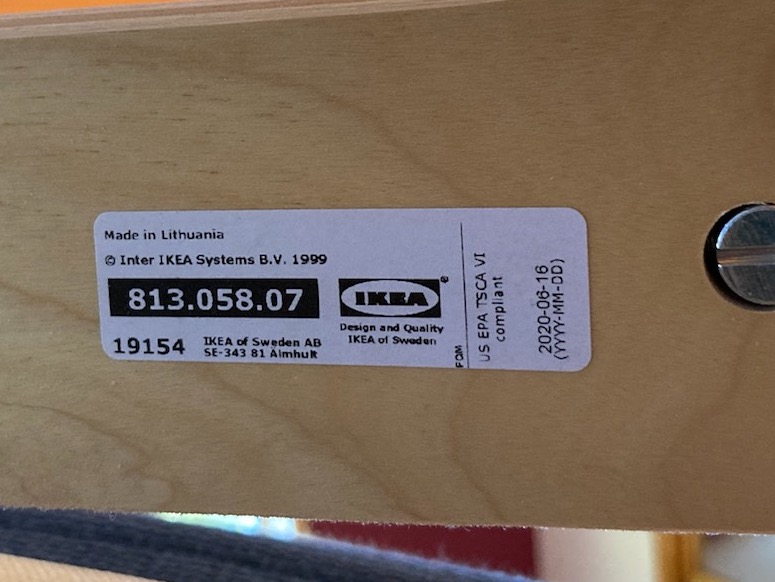 Made in Lithuania
© Inter IKEA Systems B.V. 1999
813.058.07
19154
IKEA of Sweden AB
SE-343 81 Älmhult
IKEA
®
Design and Quality
IKEA of Sweden
FQM
US EPA TSCA VI
compliant
2020-06-16
(YYYY-MM-DD)